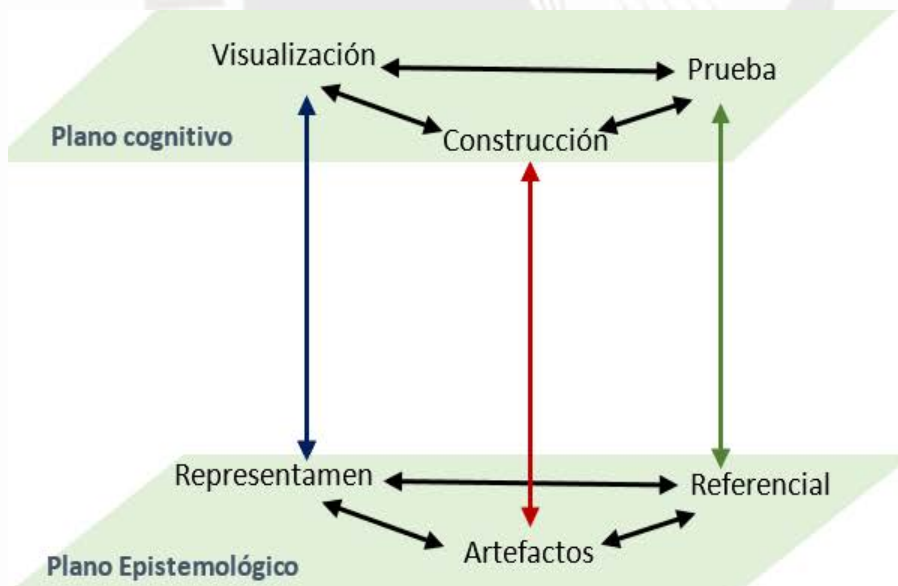 Visualización
Prueba
Plano cognitivo
Construcción
Representamen
Referencial
Artefactos
Plano Epistemológico